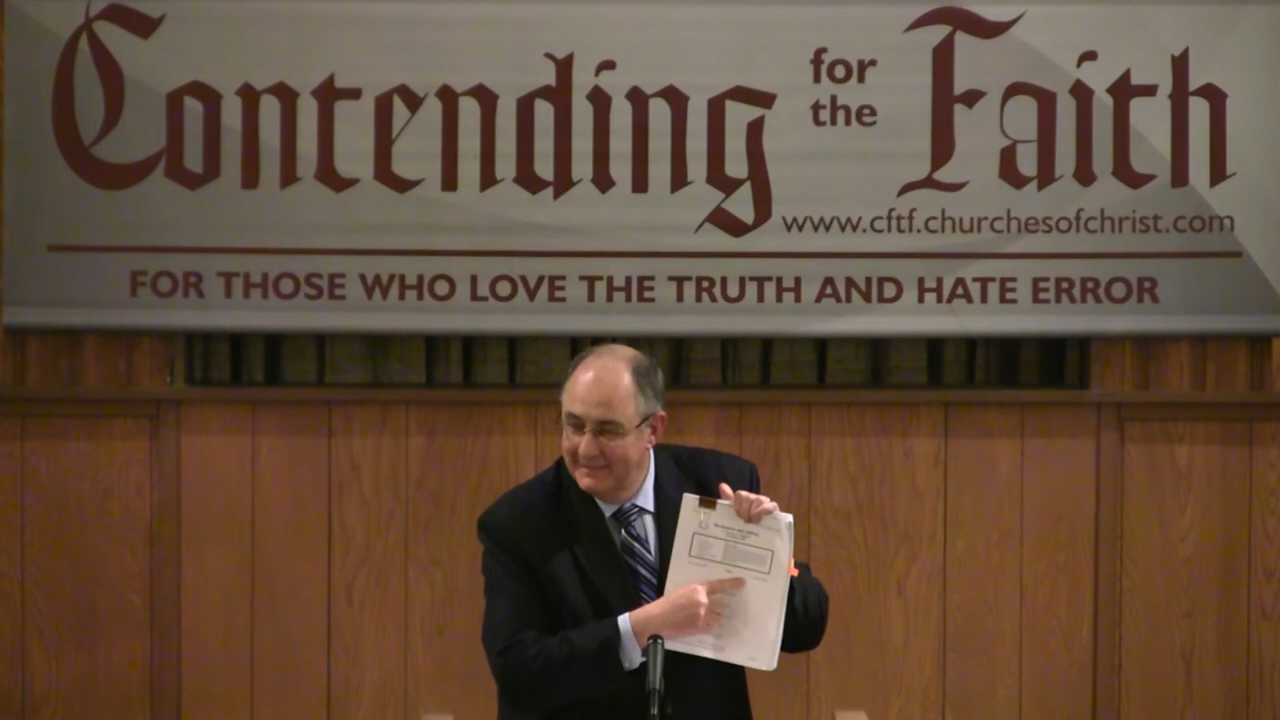 Contending for the Faith
www.cftf.churchesofchrist.com
FOR THOSE WHO LOVE THE TRUTH AND HATE ERROR